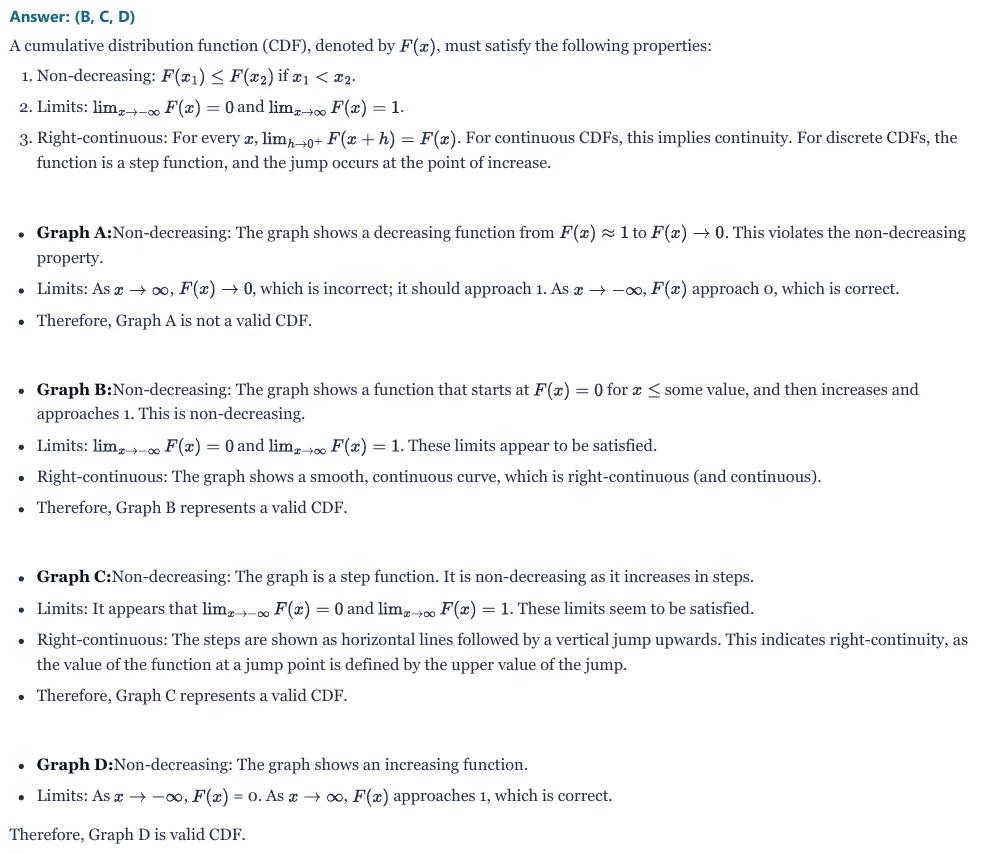 Answer: (B, C, D)
A cumulative distribution function (CDF), denoted by F(x), must satisfy the following properties:
1. Non-decreasing: F(x₁) ≤ F(x₂) if x₁ < x₂.
2. Limits: limₓ→−∞ F(x) = 0 and limₓ→∞ F(x) = 1.
3. Right-continuous: For every x, limₕ→₀₊ F(x + h) = F(x). For continuous CDFs, this implies continuity. For discrete CDFs, the
function is a step function, and the jump occurs at the point of increase.
• Graph A:Non-decreasing: The graph shows a decreasing function from F(x) ≈ 1 to F(x) → 0. This violates the non-decreasing
property.
• Limits: As x → ∞, F(x) → 0, which is incorrect; it should approach 1. As x → −∞, F(x) approach 0, which is correct.
• Therefore, Graph A is not a valid CDF.
• Graph B:Non-decreasing: The graph shows a function that starts at F(x) = 0 for x ≤ some value, and then increases and
approaches 1. This is non-decreasing.
• Limits: limₓ→−∞ F(x) = 0 and limₓ→∞ F(x) = 1. These limits appear to be satisfied.
• Right-continuous: The graph shows a smooth, continuous curve, which is right-continuous (and continuous).
• Therefore, Graph B represents a valid CDF.
• Graph C:Non-decreasing: The graph is a step function. It is non-decreasing as it increases in steps.
• Limits: It appears that limₓ→−∞ F(x) = 0 and limₓ→∞ F(x) = 1. These limits seem to be satisfied.
• Right-continuous: The steps are shown as horizontal lines followed by a vertical jump upwards. This indicates right-continuity, as
the value of the function at a jump point is defined by the upper value of the jump.
• Therefore, Graph C represents a valid CDF.
• Graph D:Non-decreasing: The graph shows an increasing function.
• Limits: As x → −∞, F(x) = 0. As x → ∞, F(x) approaches 1, which is correct.
Therefore, Graph D is valid CDF.